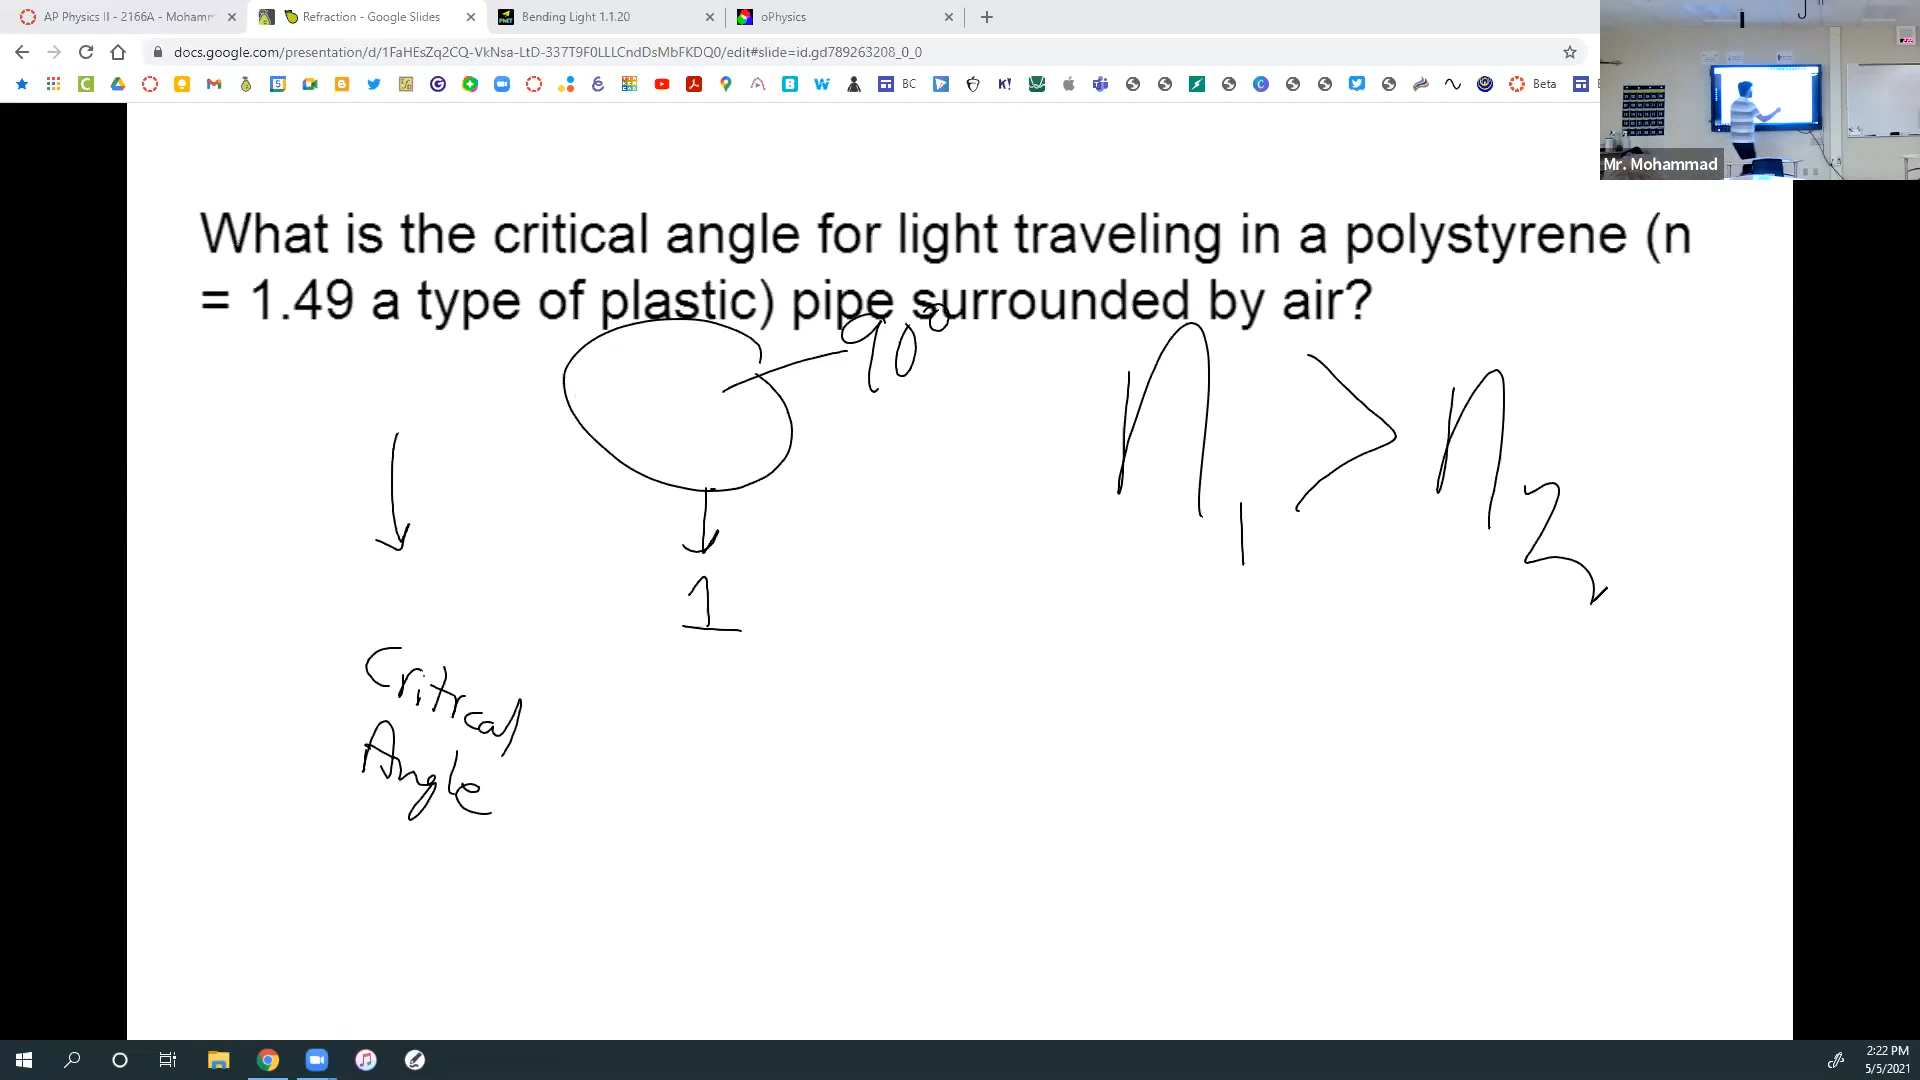 AP Physics II - 2166A - Mohamm
Refraction - Google Slides
Bending Light 1.1.20
oPhysics
docs.google.com/presentation/d/1FaHEsZq2CQ-VkNsa-LtD-337T9F0LLLCndDsMbFKDQ0/edit#slide=id.gd789263208_0_0
BC
Beta
Mr. Mohammad
What is the critical angle for light traveling in a polystyrene (n
= 1.49 a type of plastic) pipe surrounded by air?
90°
n1 > n2
1
Critical
Angle
2:22 PM
5/5/2021